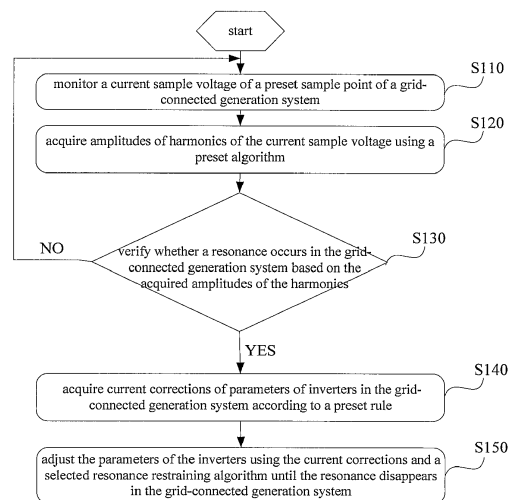 start
S110
monitor a current sample voltage of a preset sample point of a grid-
connected generation system
S120
acquire amplitudes of harmonics of the current sample voltage using a
preset algorithm
S130
NO
verify whether a resonance occurs in the grid-
connected generation system based on the
acquired amplitudes of the harmonics
YES
S140
acquire current corrections of parameters of inverters in the grid-
connected generation system according to a preset rule
S150
adjust the parameters of the inverters using the current corrections and a
selected resonance restraining algorithm until the resonance disappears
in the grid-connected generation system